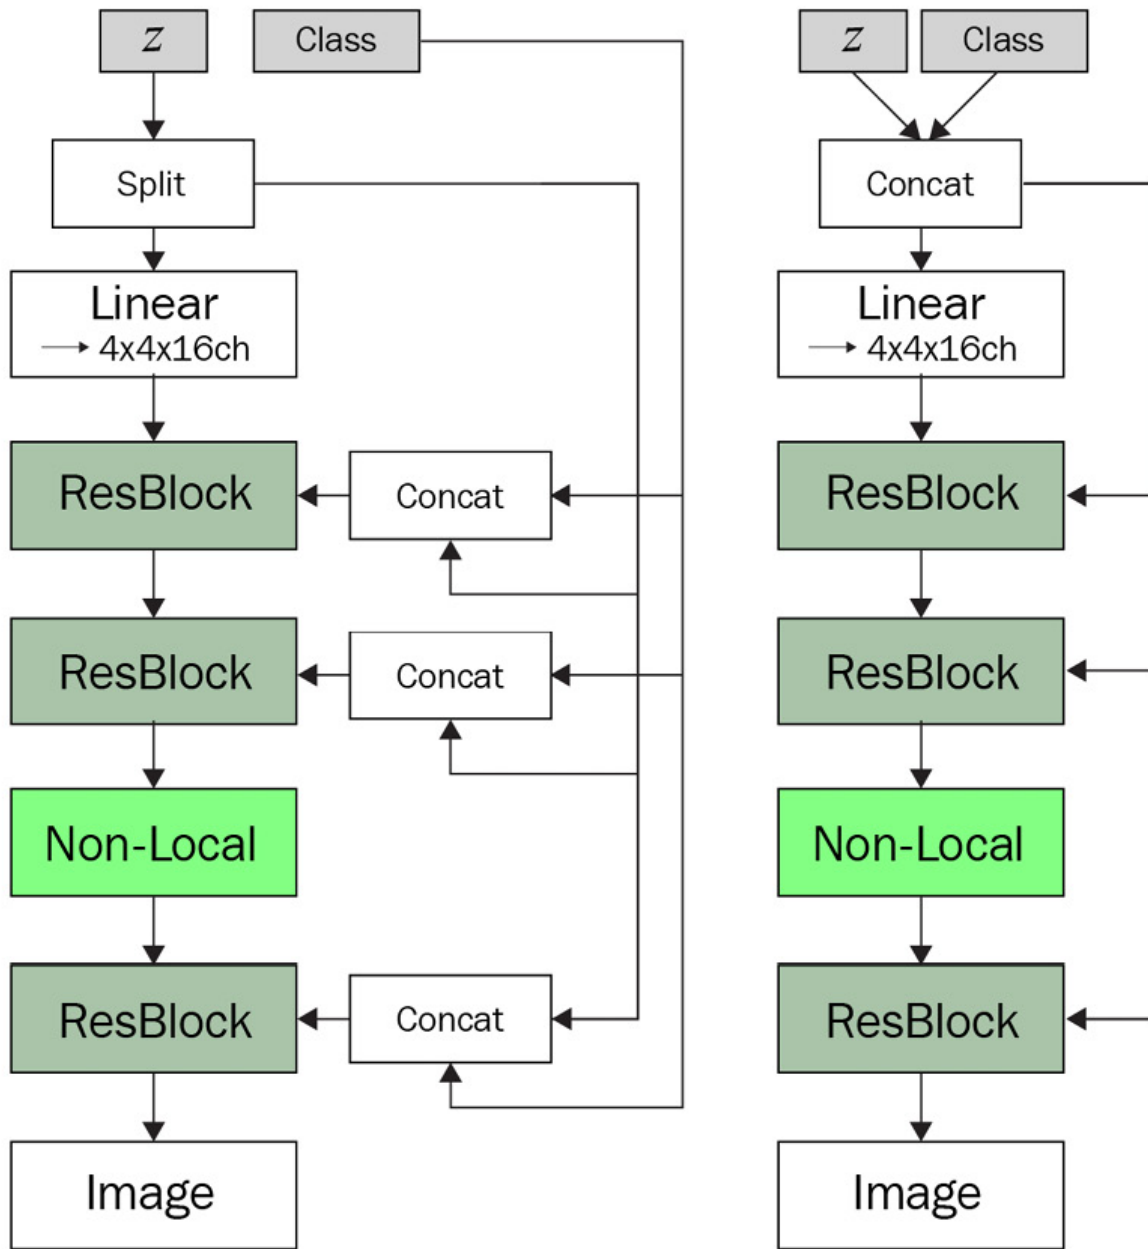 z
Class
Split
Linear
→ 4x4x16ch
ResBlock
Concat
ResBlock
Concat
Non-Local
ResBlock
Concat
Image
z
Class
Concat
Linear
→ 4x4x16ch
ResBlock
ResBlock
Non-Local
ResBlock
Image